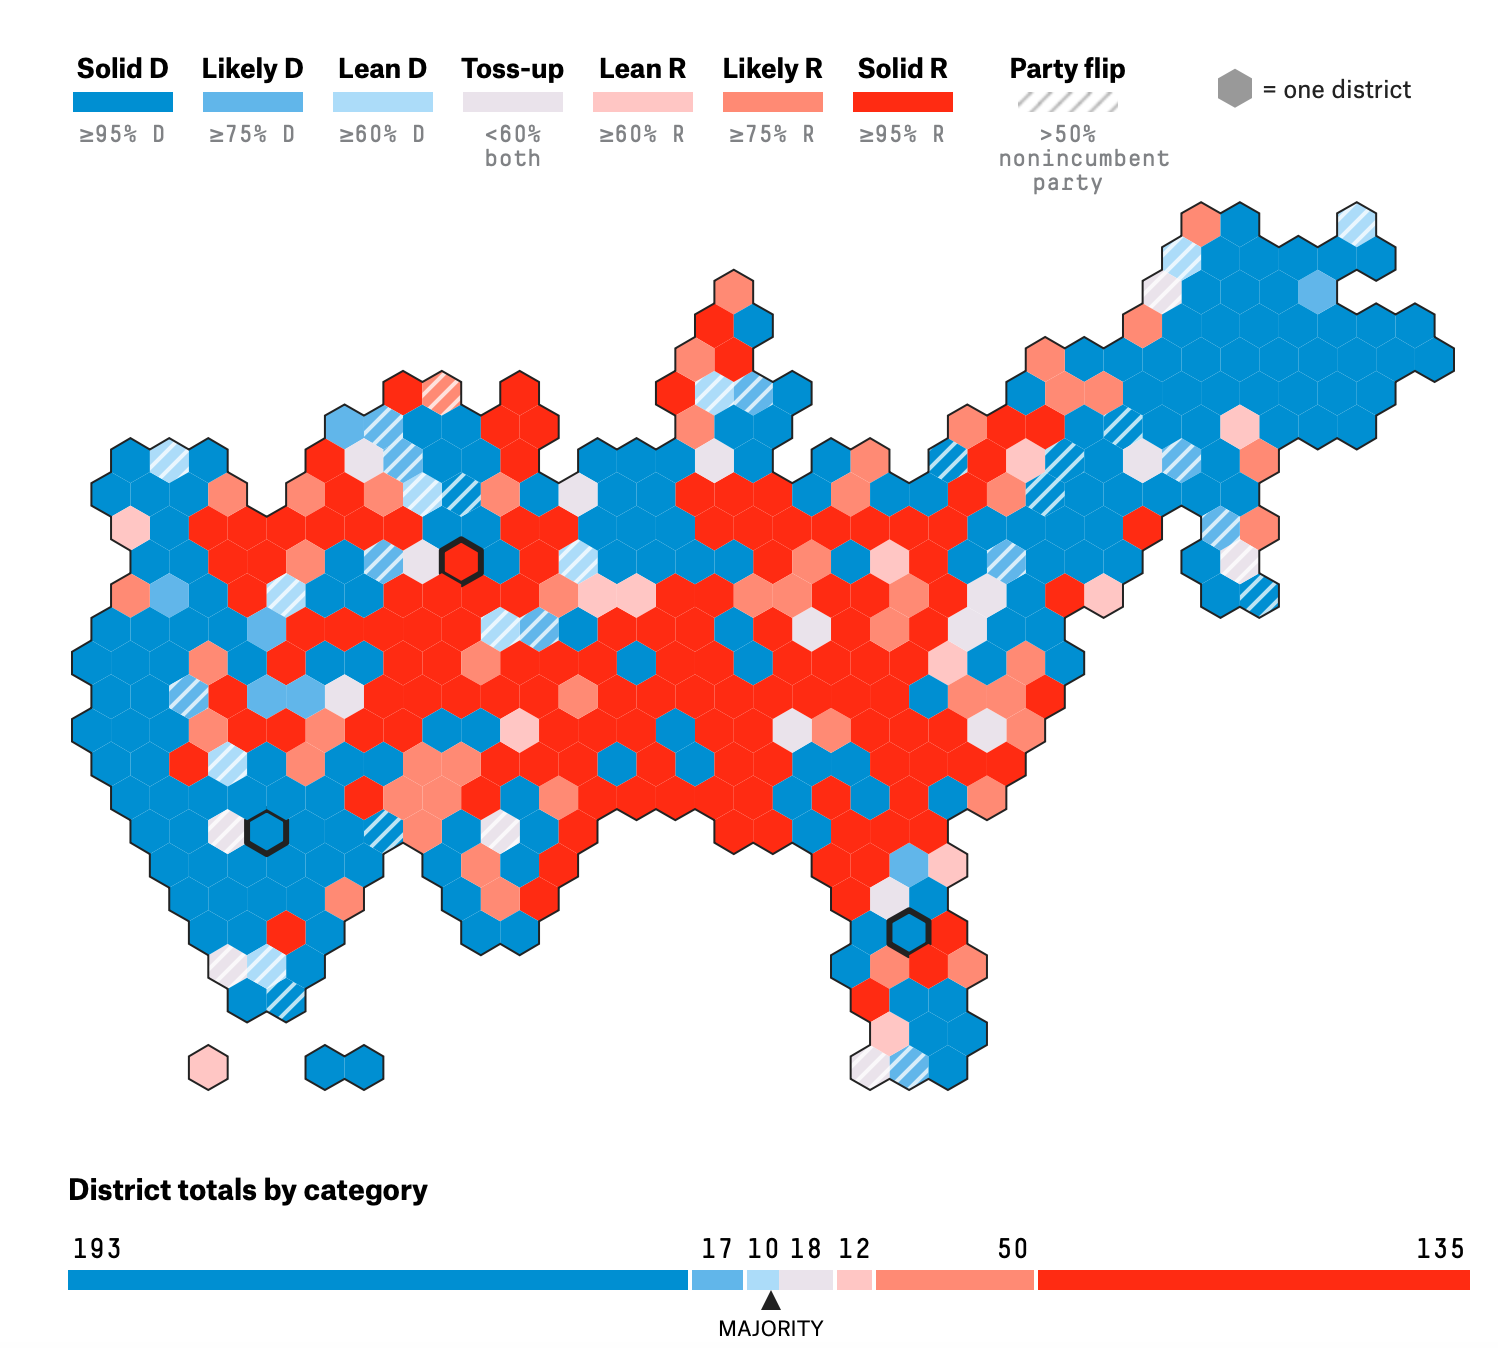 Solid D Likely D Lean D Toss-up Lean R Likely R Solid R Party flip
= one district
≥95% D ≥75% D ≥60% D <60% ≥60% R ≥75% R ≥95% R >50%
both nonincumbent
party
District totals by category
193 17 10 18 12 50 135
MAJORITY